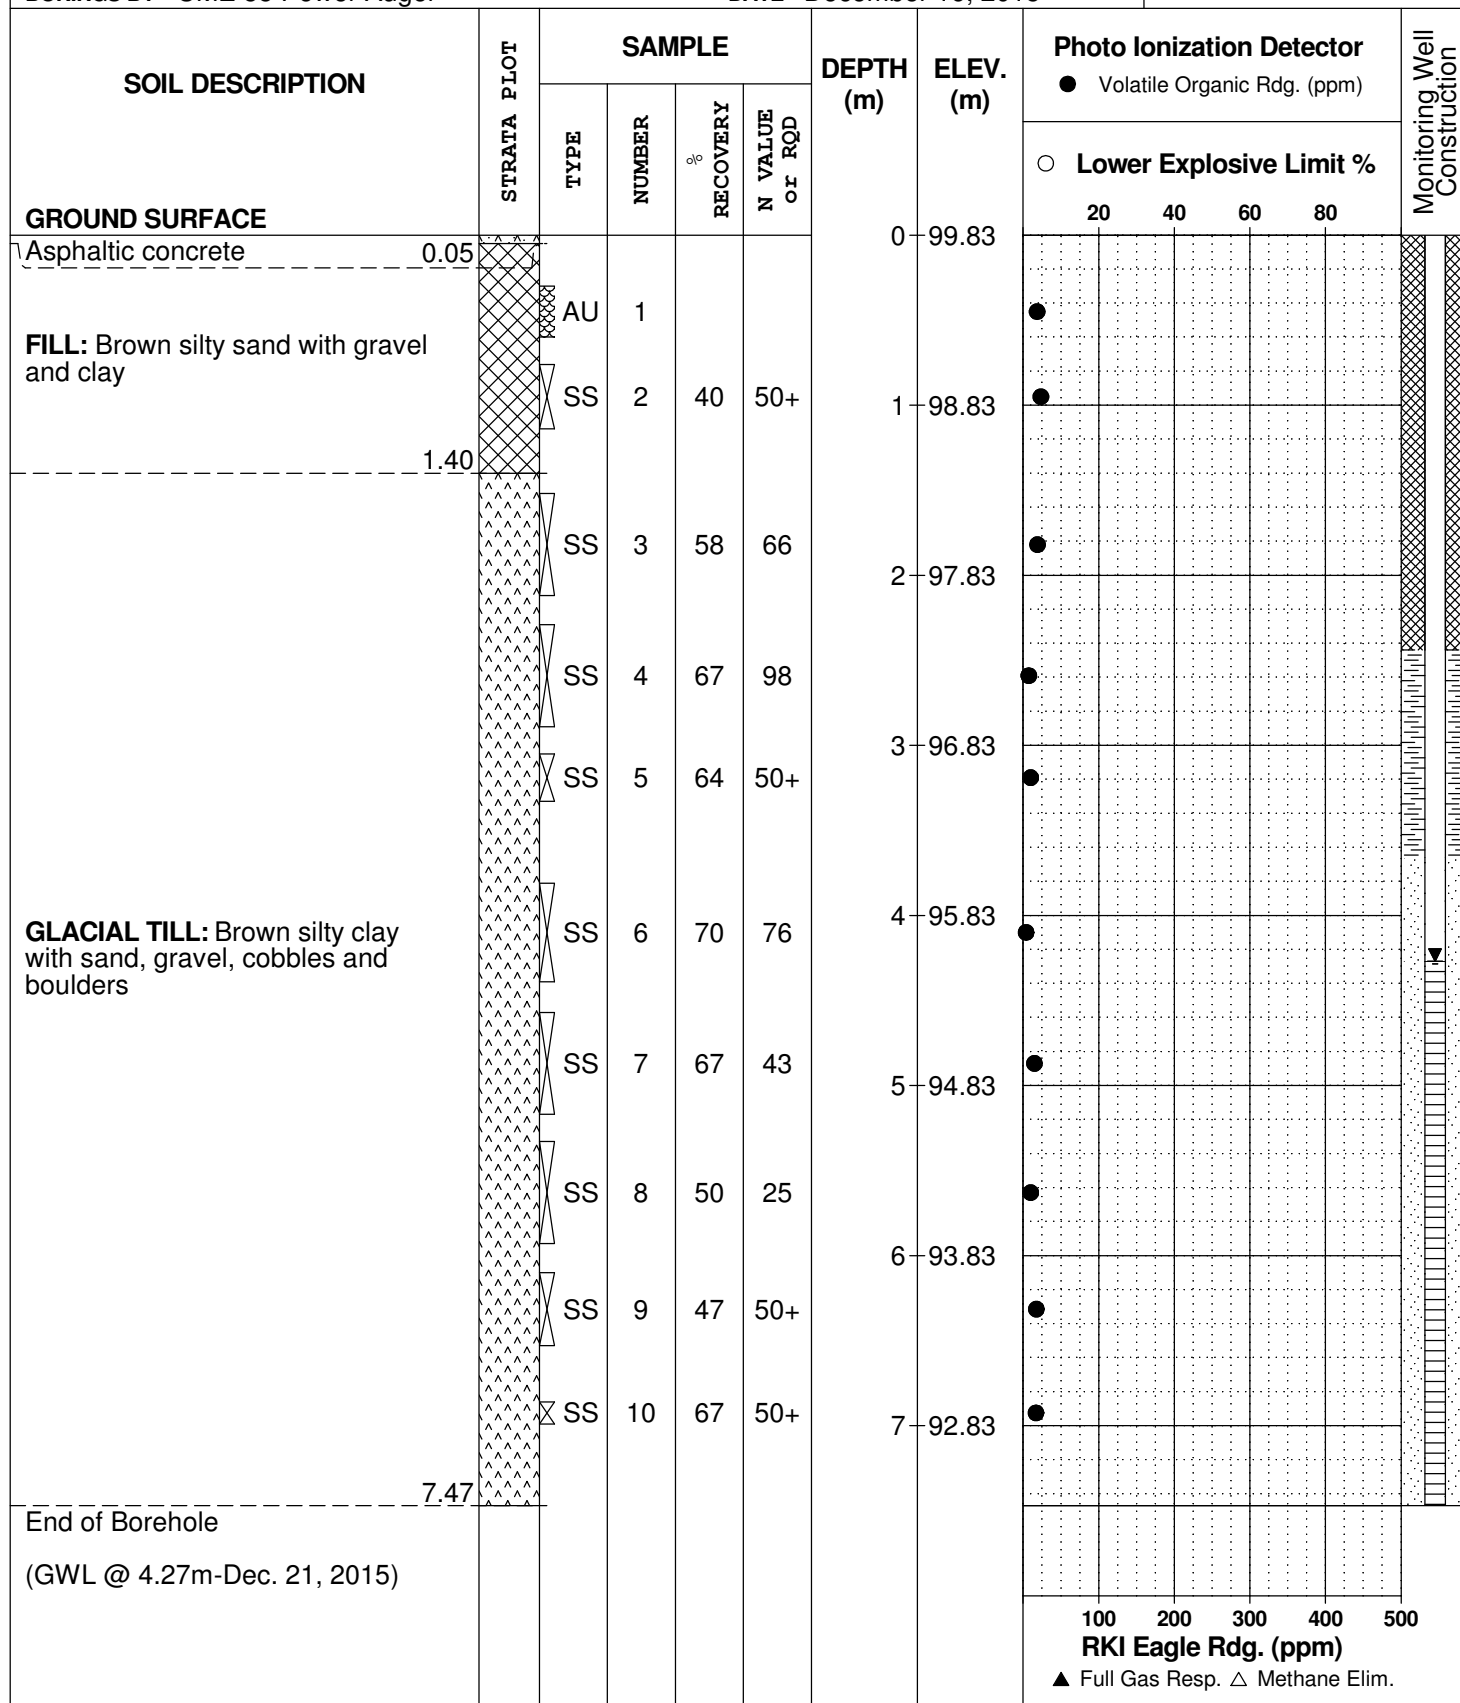 SOIL DESCRIPTION
GROUND SURFACE
STRATA PLOT
SAMPLE
TYPE
NUMBER
% RECOVERY
N VALUE or RQD
DEPTH (m)
ELEV. (m)
Photo Ionization Detector
● Volatile Organic Rdg. (ppm)
○ Lower Explosive Limit %
20 40 60 80
Monitoring Well Construction
0 99.83
Asphaltic concrete 0.05
AU 1
FILL: Brown silty sand with gravel
and clay
SS 2 40 50+
1 98.83
1.40
SS 3 58 66
2 97.83
SS 4 67 98
3 96.83
SS 5 64 50+
4 95.83
GLACIAL TILL: Brown silty clay
with sand, gravel, cobbles and
boulders
SS 6 70 76
SS 7 67 43
5 94.83
SS 8 50 25
6 93.83
SS 9 47 50+
SS 10 67 50+
7 92.83
7.47
End of Borehole
(GWL @ 4.27m-Dec. 21, 2015)
100 200 300 400 500
RKI Eagle Rdg. (ppm)
▲ Full Gas Resp. △ Methane Elim.